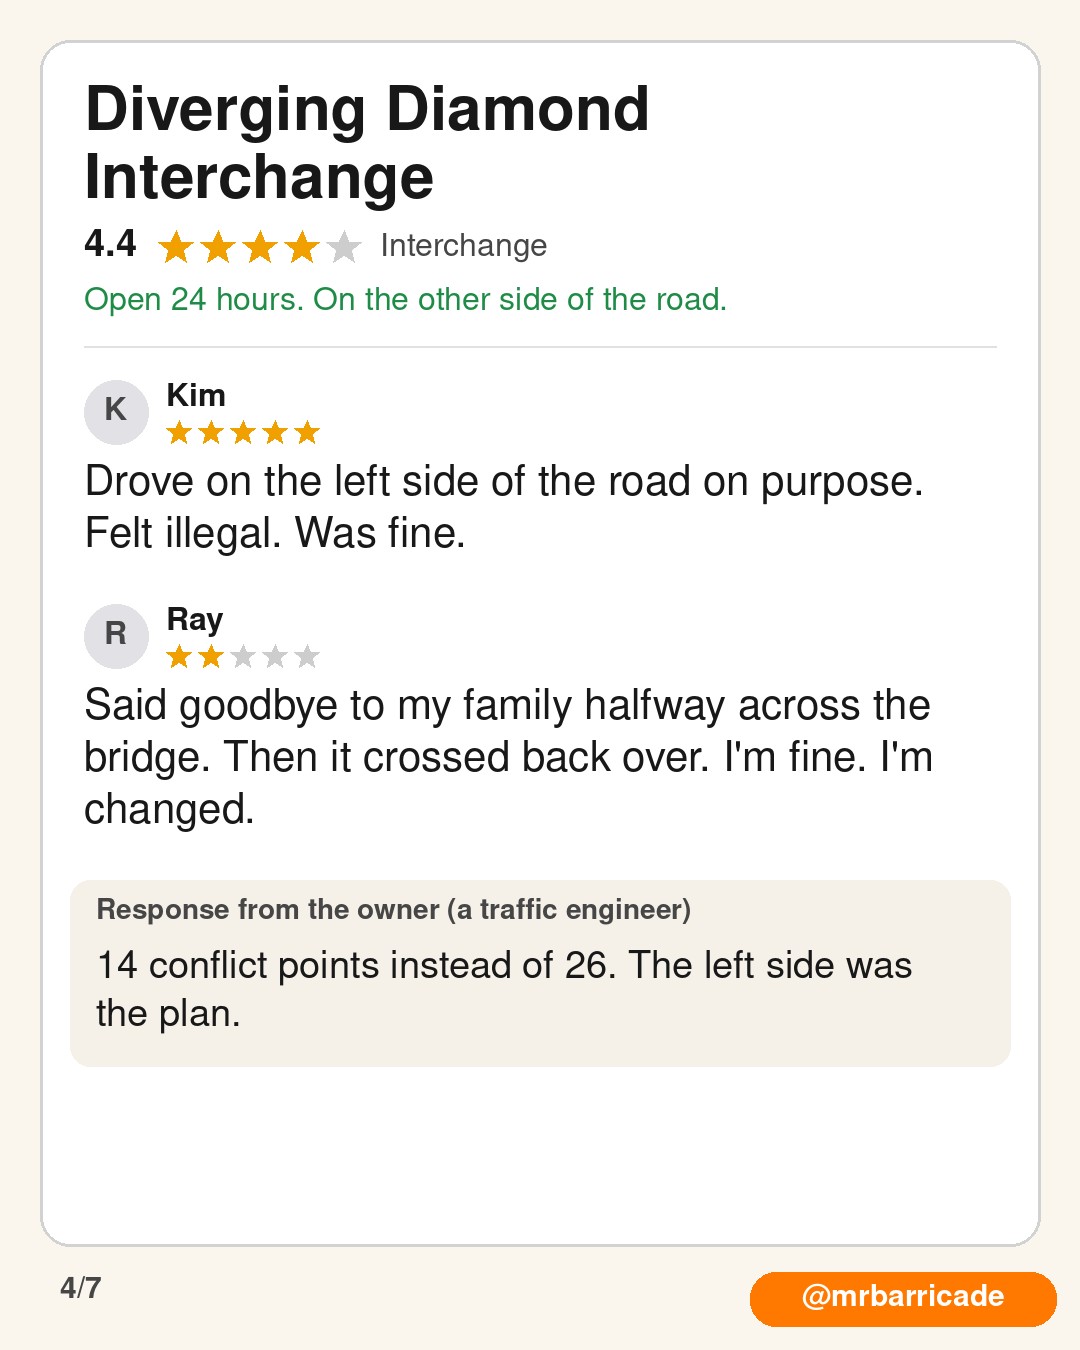 Diverging Diamond
Interchange
4.4 Interchange
Open 24 hours. On the other side of the road.
K Kim
Drove on the left side of the road on purpose.
Felt illegal. Was fine.
R Ray
Said goodbye to my family halfway across the
bridge. Then it crossed back over. I'm fine. I'm
changed.
Response from the owner (a traffic engineer)
14 conflict points instead of 26. The left side was
the plan.
4/7
@mrbarricade